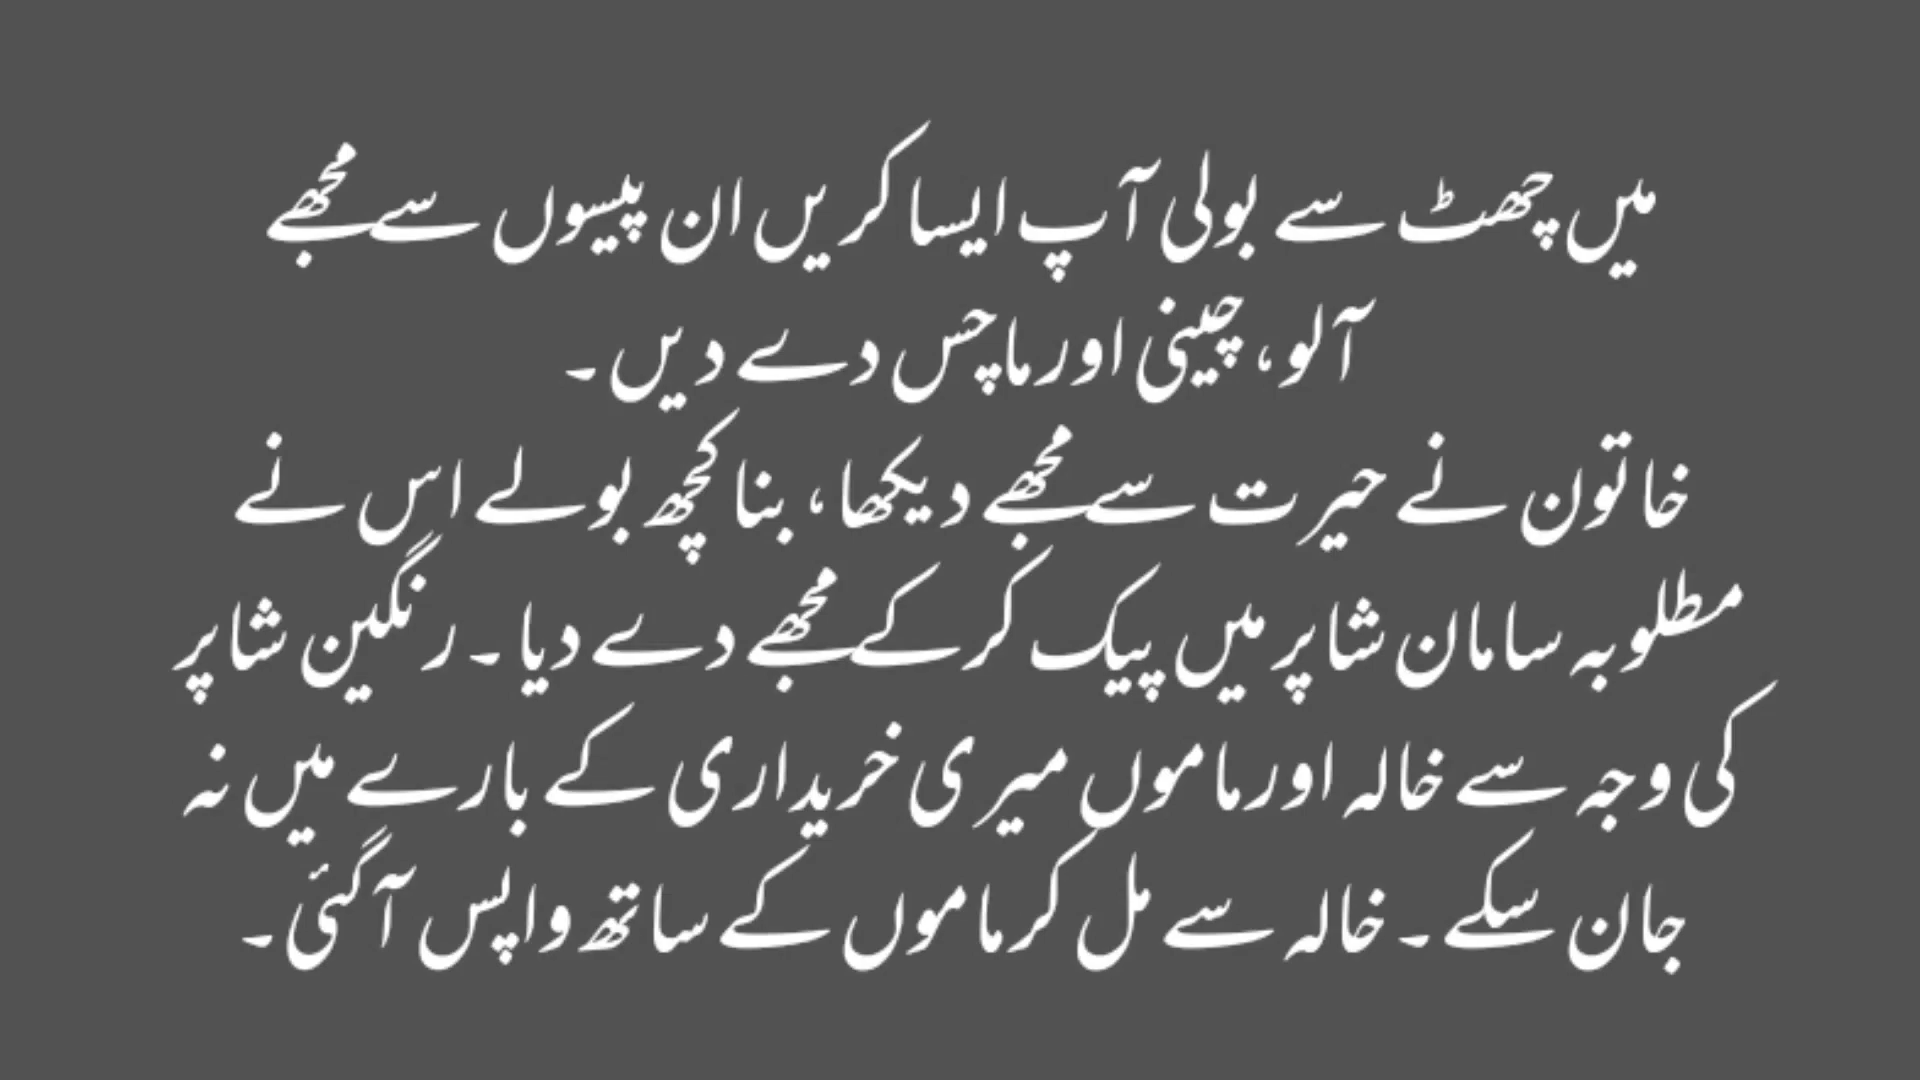 میں چھٹ سے بولی آپ ایسا کریں ان پیسوں سے مجھے
آلو، چینی اور ماچس دے دیں۔
خاتون نے حیرت سے مجھے دیکھا، بنا کچھ بولے اس نے
مطلوبہ سامان شاپر میں پیک کر کے مجھے دے دیا۔ رنگین شاپر
کی وجہ سے خالہ اور ماموں میری خریداری کے بارے میں نہ
جان سکے۔ خالہ سے مل کر ماموں کے ساتھ واپس آ گئی۔